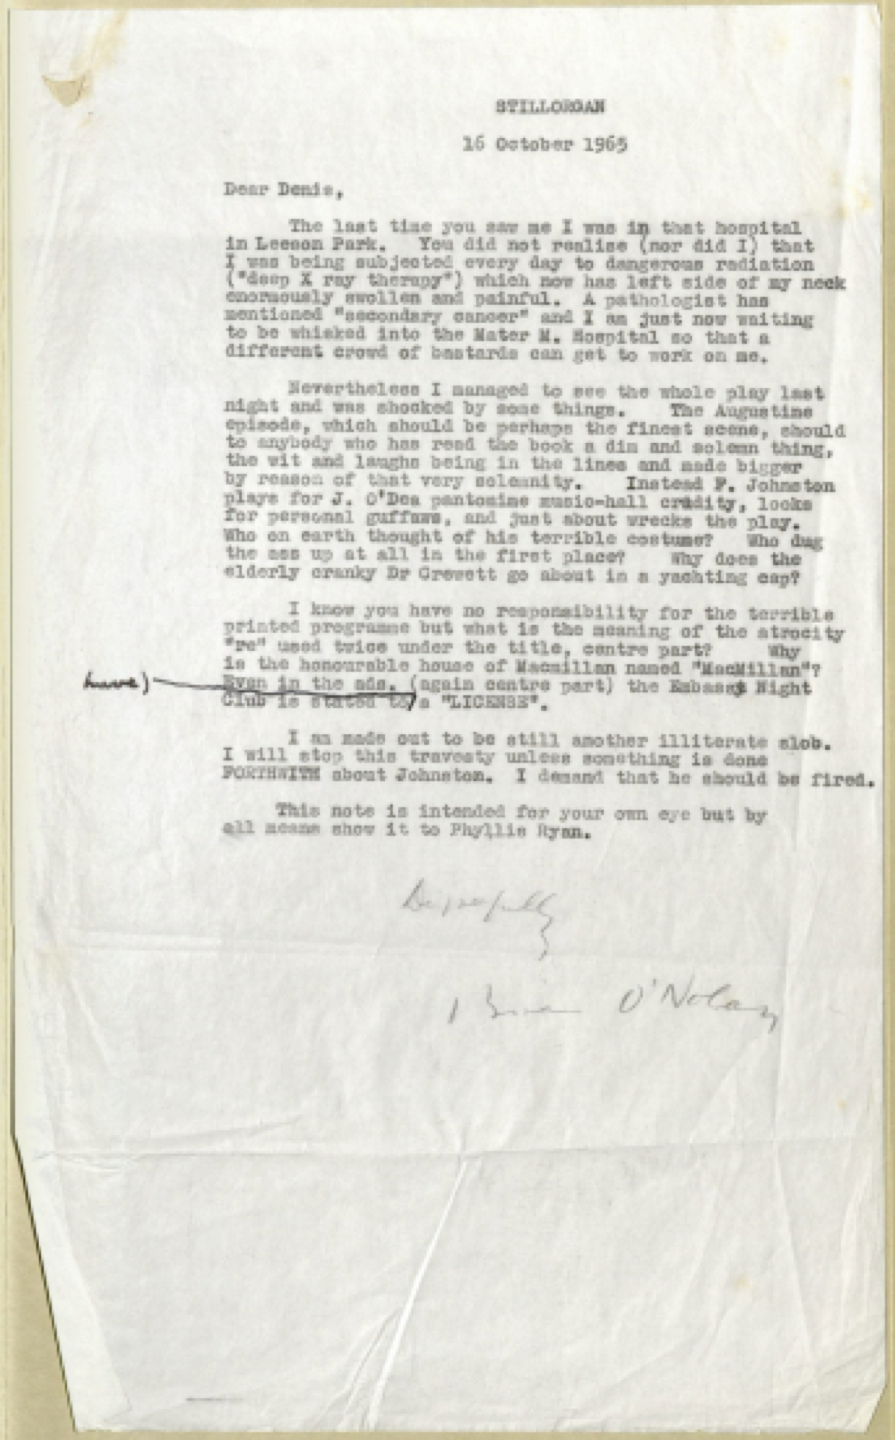 STILLORGAN
16 October 1965
Dear Denis,
The last time you saw me I was in that hospital
in Leeson Park. You did not realise (nor did I) that
I was being subjected every day to dangerous radiation
("deep X ray therapy") which now has left side of my neck
enormously swollen and painful. A pathologist has
mentioned "secondary cancer" and I am just now waiting
to be whisked into the Mater M. Hospital so that a
different crowd of bastards can get to work on me.
Nevertheless I managed to see the whole play last
night and was shocked by some things. The Augustine
episode, which should be perhaps the finest scene, should
to anybody who has read the book a dim and solemn thing,
the wit and laughs being in the lines and made bigger
by reason of that very solemnity. Instead F. Johnston
plays for J. O'Dea pantomime music-hall crudity, looks
for personal guffaws, and just about wrecks the play.
Who on earth thought of his terrible costume? Who dug
the ass up at all in the first place? Why does the
elderly cranky Dr Crewett go about in a yachting cap?
I know you have no responsibility for the terrible
printed programme but what is the meaning of the atrocity
"re" used twice under the title, centre part? Why
is the honourable house of Macmillan named "MacMillan"?
have) Even in the ads. (again centre part) the Embassy Night
Club is stated to a "LICENSE".
I am made out to be still another illiterate slob.
I will stop this travesty unless something is done
FORTHWITH about Johnston. I demand that he should be fired.
This note is intended for your own eye but by
all means show it to Phyllis Ryan.
Brian O'Nolan